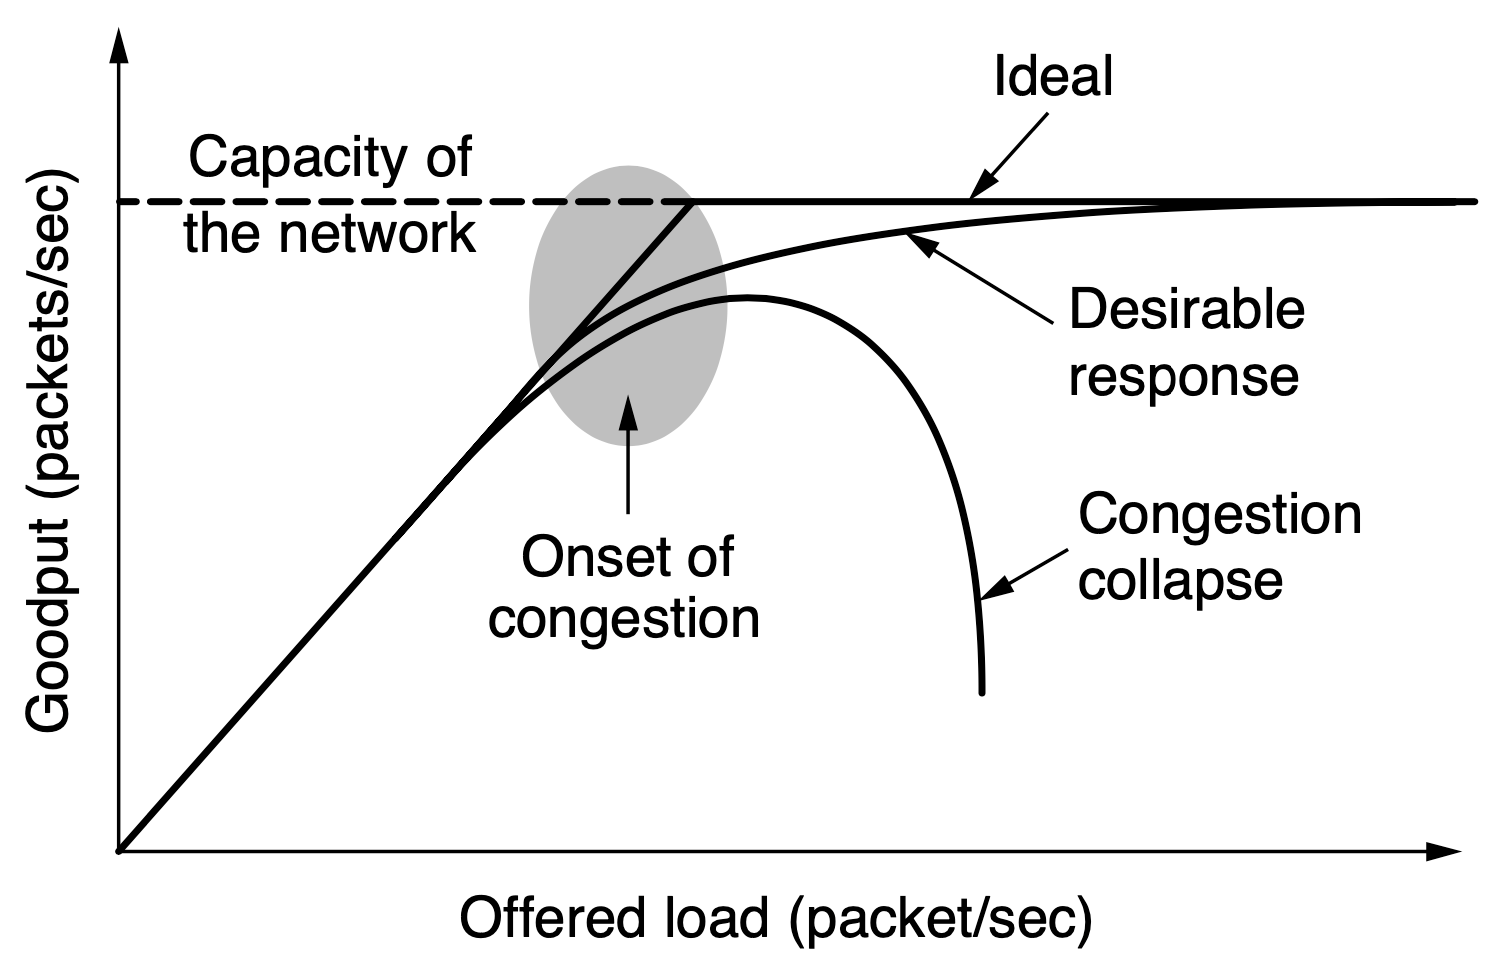 Ideal
Capacity of
the network
Goodput (packets/sec)
Desirable
response
Congestion
collapse
Onset of
congestion
Offered load (packet/sec)